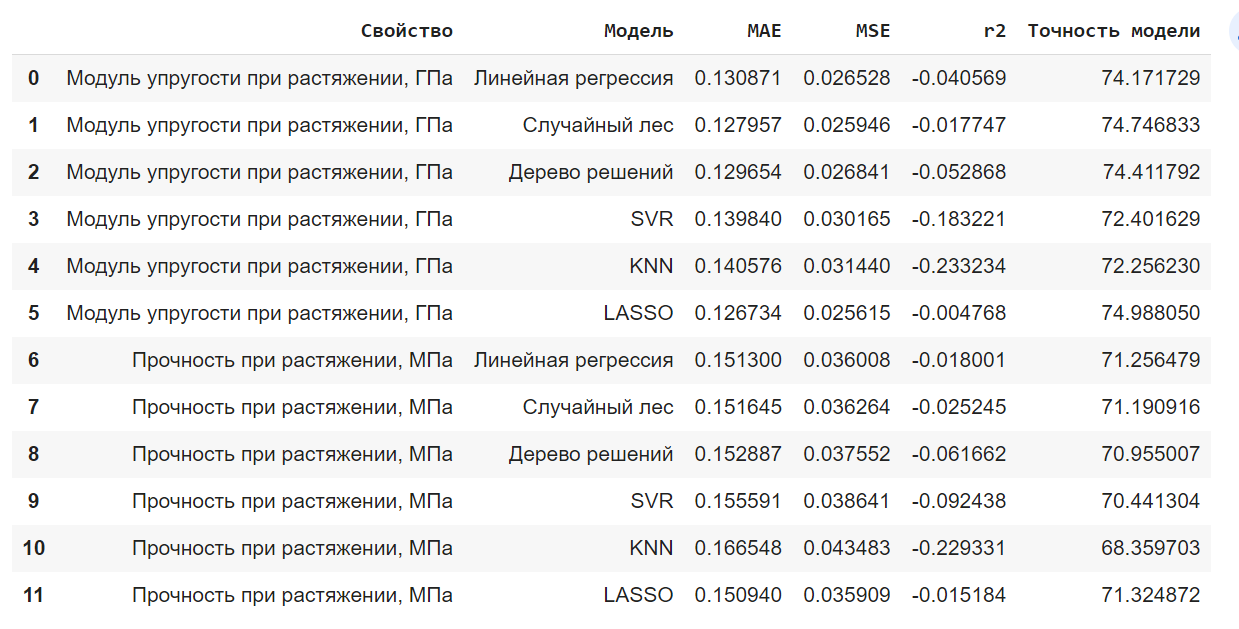 Свойство Модель MAE MSE r2 Точность модели
0 Модуль упругости при растяжении, ГПа Линейная регрессия 0.130871 0.026528 -0.040569 74.171729
1 Модуль упругости при растяжении, ГПа Случайный лес 0.127957 0.025946 -0.017747 74.746833
2 Модуль упругости при растяжении, ГПа Дерево решений 0.129654 0.026841 -0.052868 74.411792
3 Модуль упругости при растяжении, ГПа SVR 0.139840 0.030165 -0.183221 72.401629
4 Модуль упругости при растяжении, ГПа KNN 0.140576 0.031440 -0.233234 72.256230
5 Модуль упругости при растяжении, ГПа LASSO 0.126734 0.025615 -0.004768 74.988050
6 Прочность при растяжении, МПа Линейная регрессия 0.151300 0.036008 -0.018001 71.256479
7 Прочность при растяжении, МПа Случайный лес 0.151645 0.036264 -0.025245 71.190916
8 Прочность при растяжении, МПа Дерево решений 0.152887 0.037552 -0.061662 70.955007
9 Прочность при растяжении, МПа SVR 0.155591 0.038641 -0.092438 70.441304
10 Прочность при растяжении, МПа KNN 0.166548 0.043483 -0.229331 68.359703
11 Прочность при растяжении, МПа LASSO 0.150940 0.035909 -0.015184 71.324872